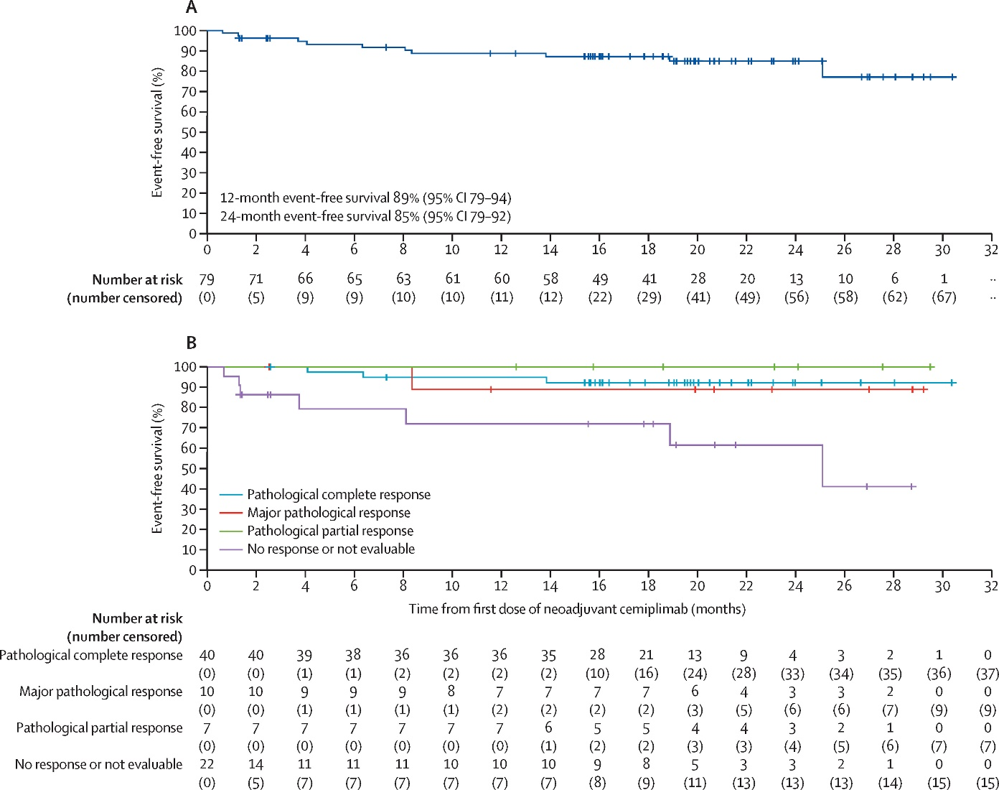 A
100
90
80
70
60
50
40
30
20
10
0
Event-free survival (%)
12-month event-free survival 89% (95% CI 79–94)
24-month event-free survival 85% (95% CI 79–92)
0 2 4 6 8 10 12 14 16 18 20 22 24 26 28 30 32
Number at risk 79 71 66 65 63 61 60 58 49 41 28 20 13 10 6 1 ··
(number censored) (0) (5) (9) (9) (10) (10) (11) (12) (22) (29) (41) (49) (56) (58) (62) (67) ··
B
100
90
80
70
60
50
40
30
20
10
0
Event-free survival (%)
Pathological complete response
Major pathological response
Pathological partial response
No response or not evaluable
0 2 4 6 8 10 12 14 16 18 20 22 24 26 28 30 32
Time from first dose of neoadjuvant cemiplimab (months)
Number at risk
(number censored)
Pathological complete response 40 40 39 38 36 36 36 35 28 21 13 9 4 3 2 1 0
(0) (0) (1) (1) (2) (2) (2) (2) (10) (16) (24) (28) (33) (34) (35) (36) (37)
Major pathological response 10 10 9 9 9 8 7 7 7 7 6 4 3 3 2 0 0
(0) (0) (1) (1) (1) (1) (2) (2) (2) (2) (3) (5) (6) (6) (7) (9) (9)
Pathological partial response 7 7 7 7 7 7 7 6 5 5 4 4 3 2 1 0 0
(0) (0) (0) (0) (0) (0) (0) (1) (2) (2) (3) (3) (4) (5) (6) (7) (7)
No response or not evaluable 22 14 11 11 11 10 10 10 9 8 5 3 3 2 1 0 0
(0) (5) (7) (7) (7) (7) (7) (7) (8) (9) (11) (13) (13) (13) (14) (15) (15)